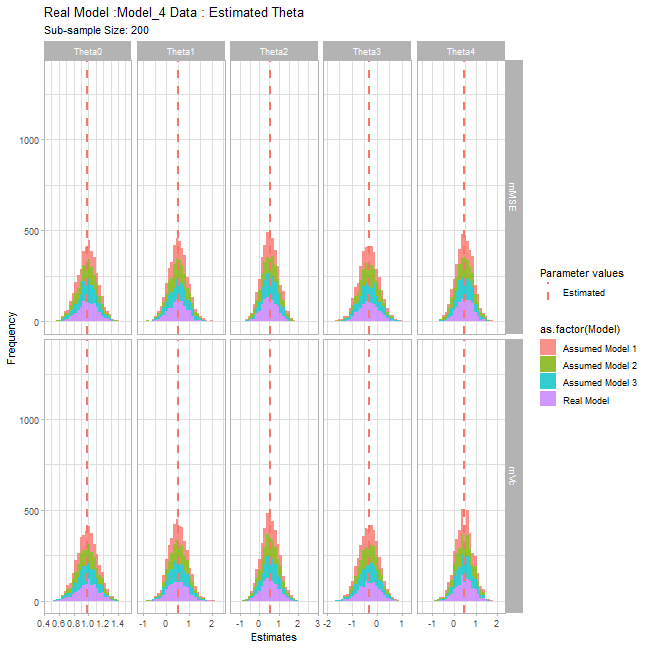 Real Model :Model_4 Data : Estimated Theta
Sub-sample Size: 200
Theta0 Theta1 Theta2 Theta3 Theta4
1000
500
0
mMSE
1000
500
0
mVc
Frequency
0.4 0.6 0.8 1.0 1.2 1.4 -1 0 1 2 -1 0 1 2 3 -2 -1 0 1 -1 0 1 2
Estimates
Parameter values
Estimated
as.factor(Model)
Assumed Model 1
Assumed Model 2
Assumed Model 3
Real Model